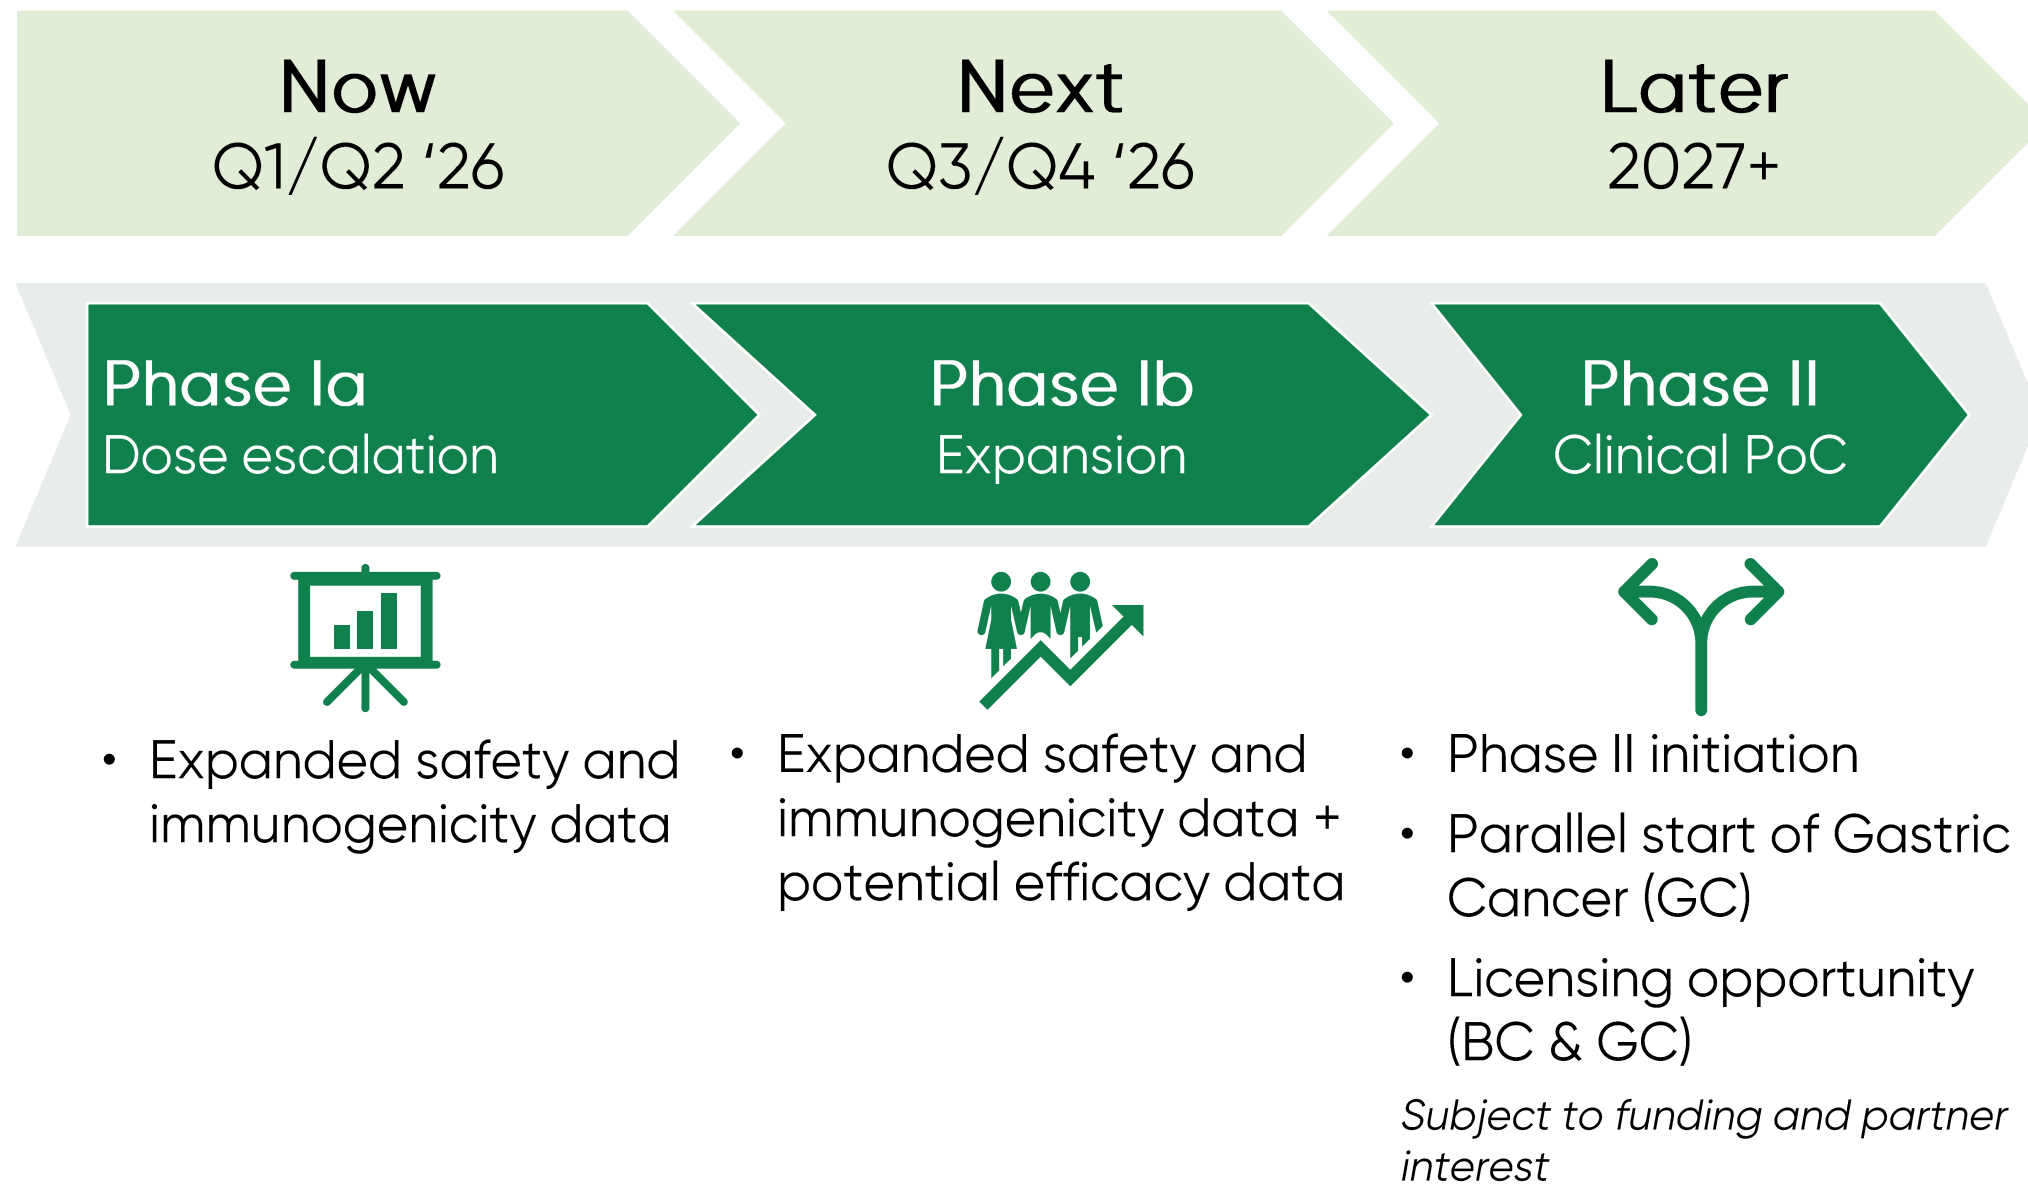 Now
Q1/Q2 ‘26
Next
Q3/Q4 ‘26
Later
2027+
Phase Ia
Dose escalation
Phase Ib
Expansion
Phase II
Clinical PoC
• Expanded safety and
immunogenicity data
• Expanded safety and
immunogenicity data +
potential efficacy data
• Phase II initiation
• Parallel start of Gastric
Cancer (GC)
• Licensing opportunity
(BC & GC)
Subject to funding and partner
interest